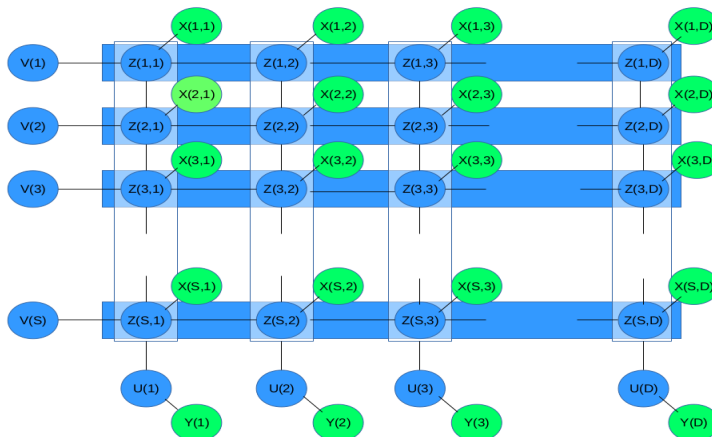 X(1,1) X(1,2) X(1,3) X(1,D)
V(1) Z(1,1) Z(1,2) Z(1,3) Z(1,D)
X(2,1) X(2,2) X(2,3) X(2,D)
V(2) Z(2,1) Z(2,2) Z(2,3) Z(2,D)
X(3,1) X(3,2) X(3,3) X(3,D)
V(3) Z(3,1) Z(3,2) Z(3,3) Z(3,D)
X(S,1) X(S,2) X(S,3) X(S,D)
V(S) Z(S,1) Z(S,2) Z(S,3) Z(S,D)
U(1) U(2) U(3) U(D)
Y(1) Y(2) Y(3) Y(D)